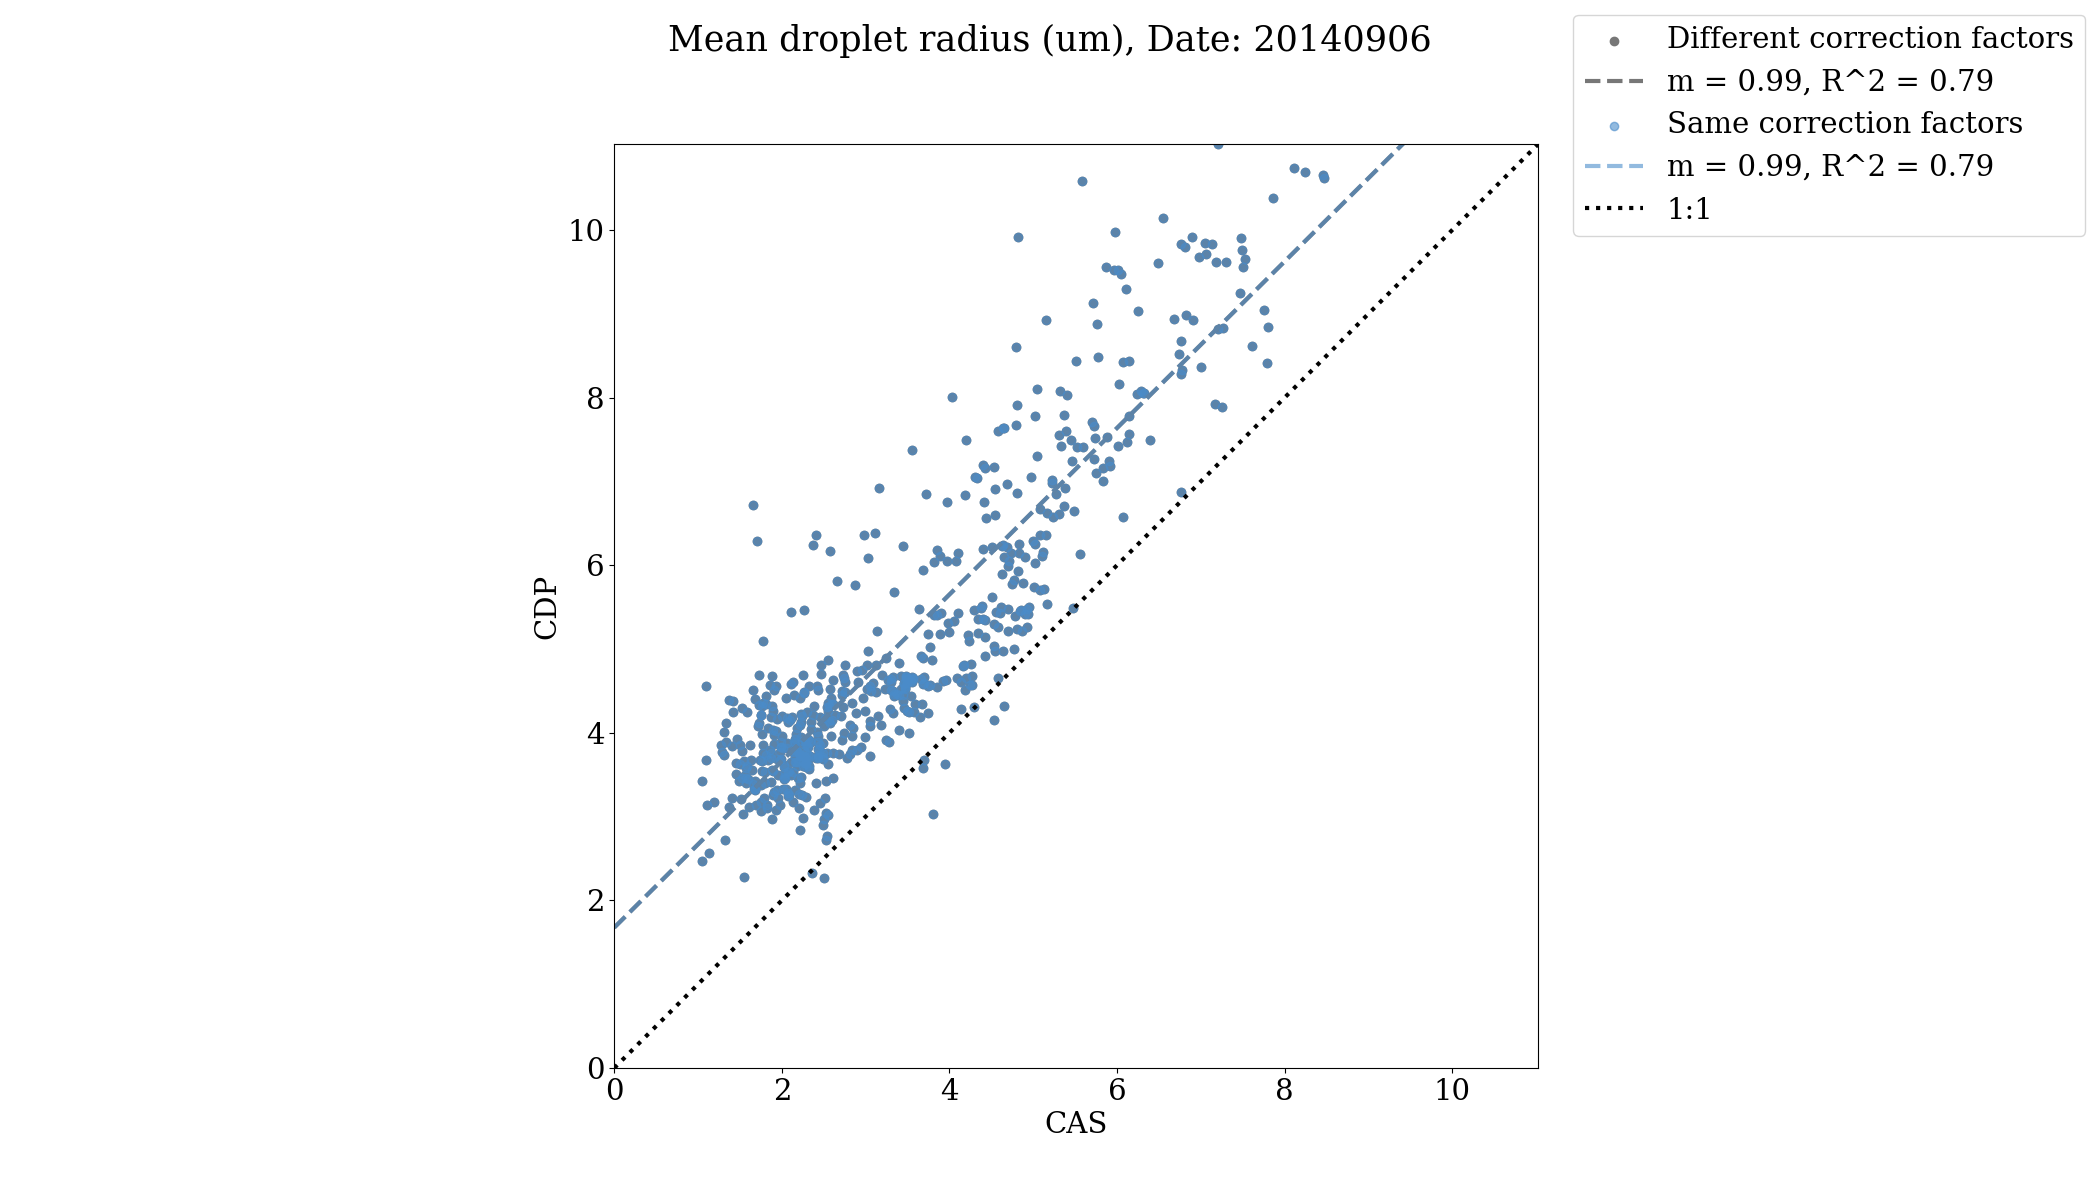 Mean droplet radius (um), Date: 20140906
Different correction factors
m = 0.99, R^2 = 0.79
Same correction factors
m = 0.99, R^2 = 0.79
1:1
10
8
6
4
2
0
CDP
0 2 4 6 8 10
CAS